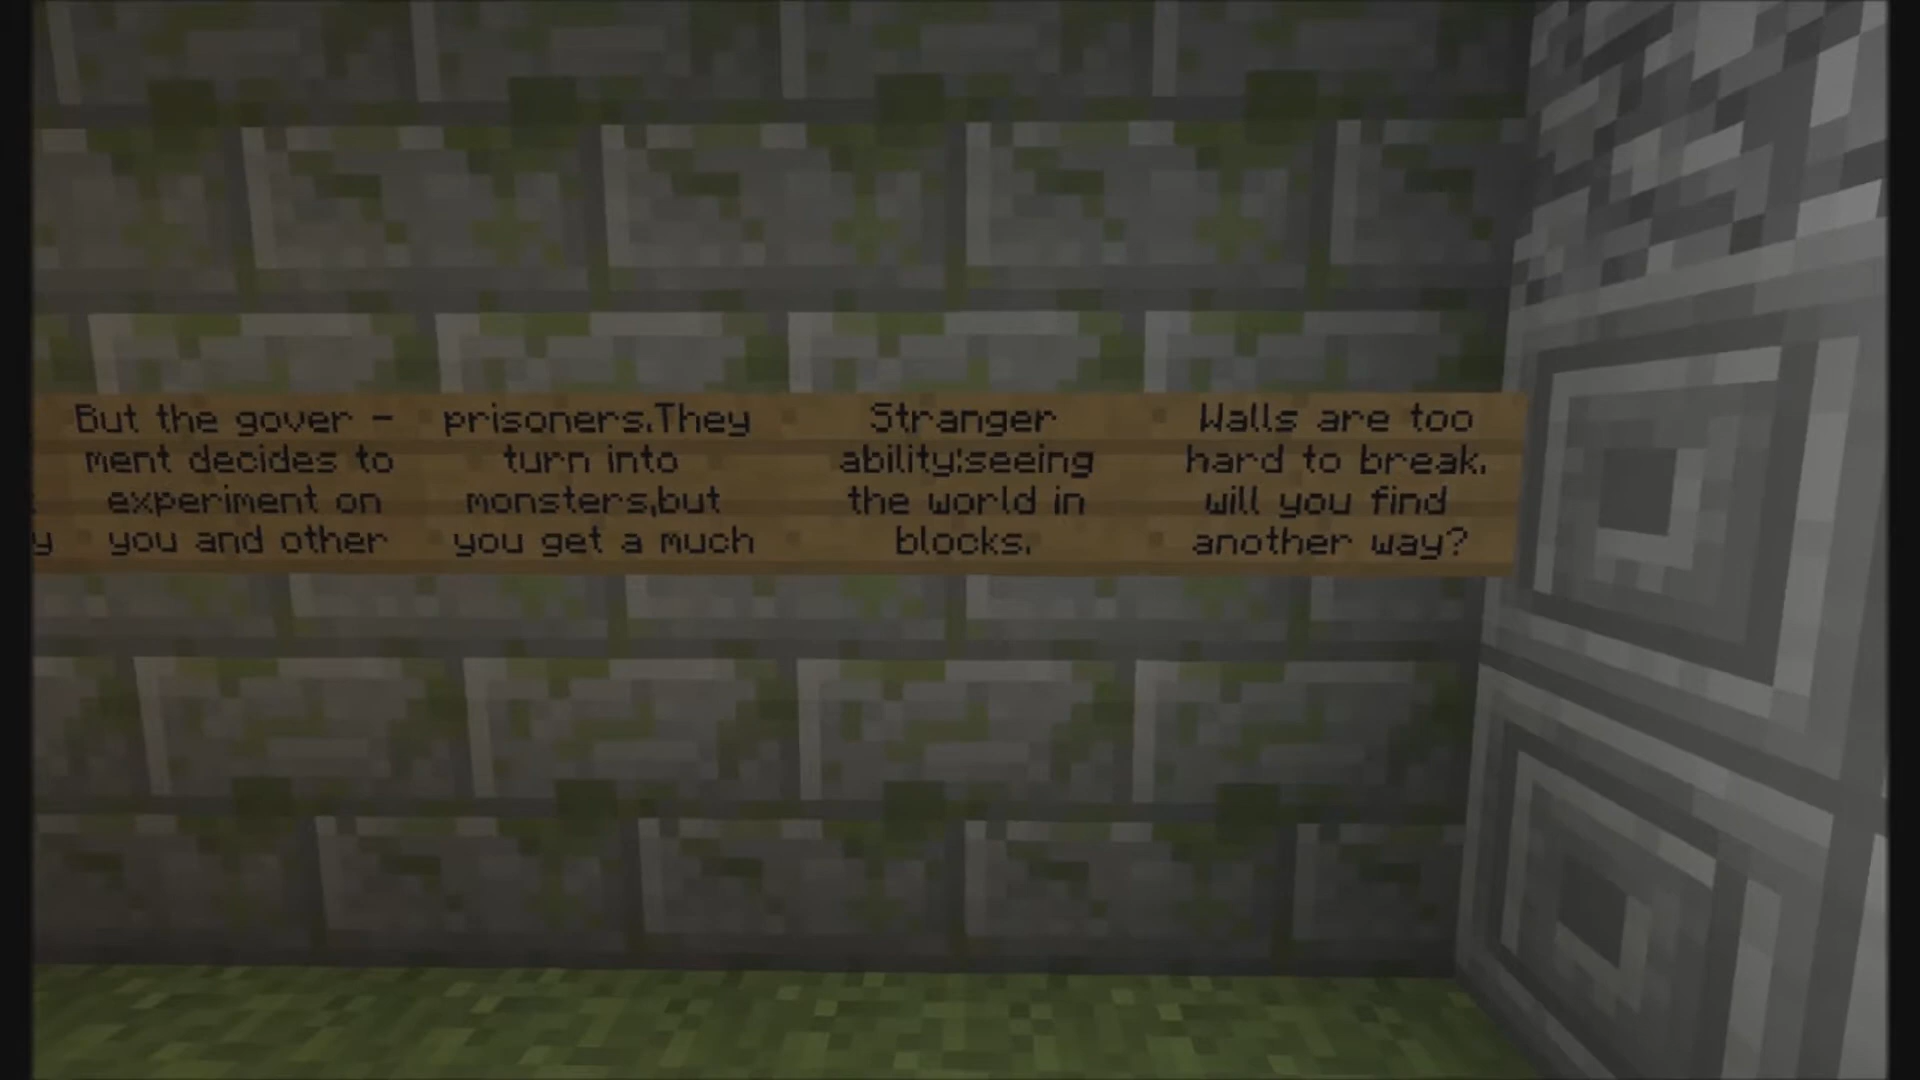 y
But the gover -
ment decides to
experiment on
you and other
prisoners.They
turn into
monsters,but
you get a much
Stranger
ability:seeing
the world in
blocks.
Walls are too
hard to break.
will you find
another way?